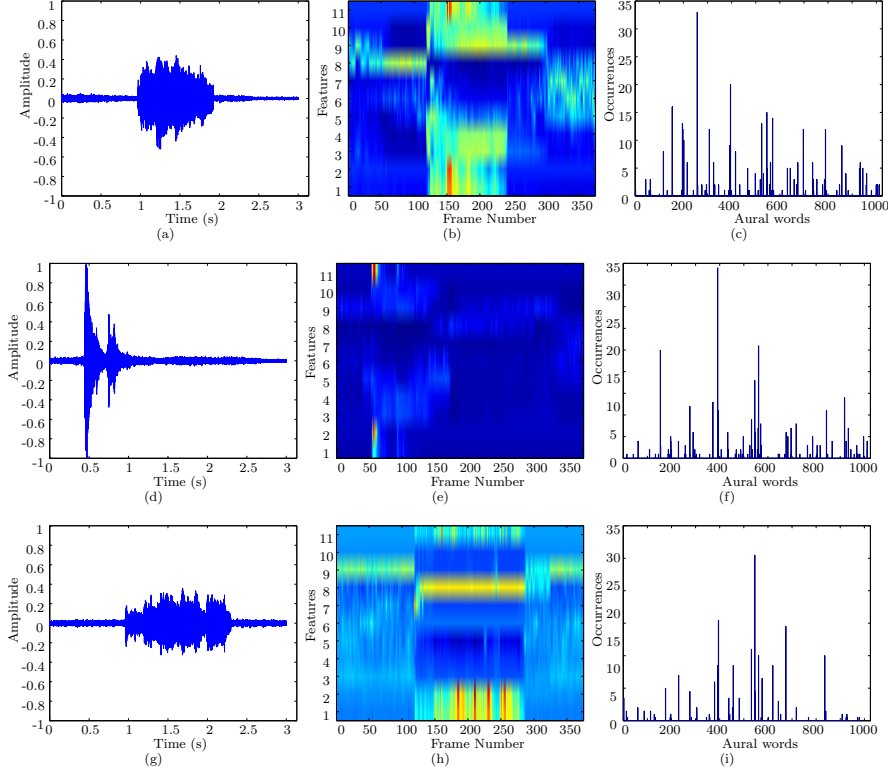 Amplitude
1
0.8
0.6
0.4
0.2
0
-0.2
-0.4
-0.6
-0.8
-1
0 0.5 1 1.5 2 2.5 3
Time (s)
(a)
Features
11
10
9
8
7
6
5
4
3
2
1
0 50 100 150 200 250 300 350
Frame Number
(b)
Occurrences
35
30
25
20
15
10
5
0
0 200 400 600 800 1000
Aural words
(c)
Amplitude
1
0.8
0.6
0.4
0.2
0
-0.2
-0.4
-0.6
-0.8
-1
0 0.5 1 1.5 2 2.5 3
Time (s)
(d)
Features
11
10
9
8
7
6
5
4
3
2
1
0 50 100 150 200 250 300 350
Frame Number
(e)
Occurrences
35
30
25
20
15
10
5
0
0 200 400 600 800 1000
Aural words
(f)
Amplitude
1
0.8
0.6
0.4
0.2
0
-0.2
-0.4
-0.6
-0.8
-1
0 0.5 1 1.5 2 2.5 3
Time (s)
(g)
Features
11
10
9
8
7
6
5
4
3
2
1
0 50 100 150 200 250 300 350
Frame Number
(h)
Occurrences
35
30
25
20
15
10
5
0
0 200 400 600 800 1000
Aural words
(i)